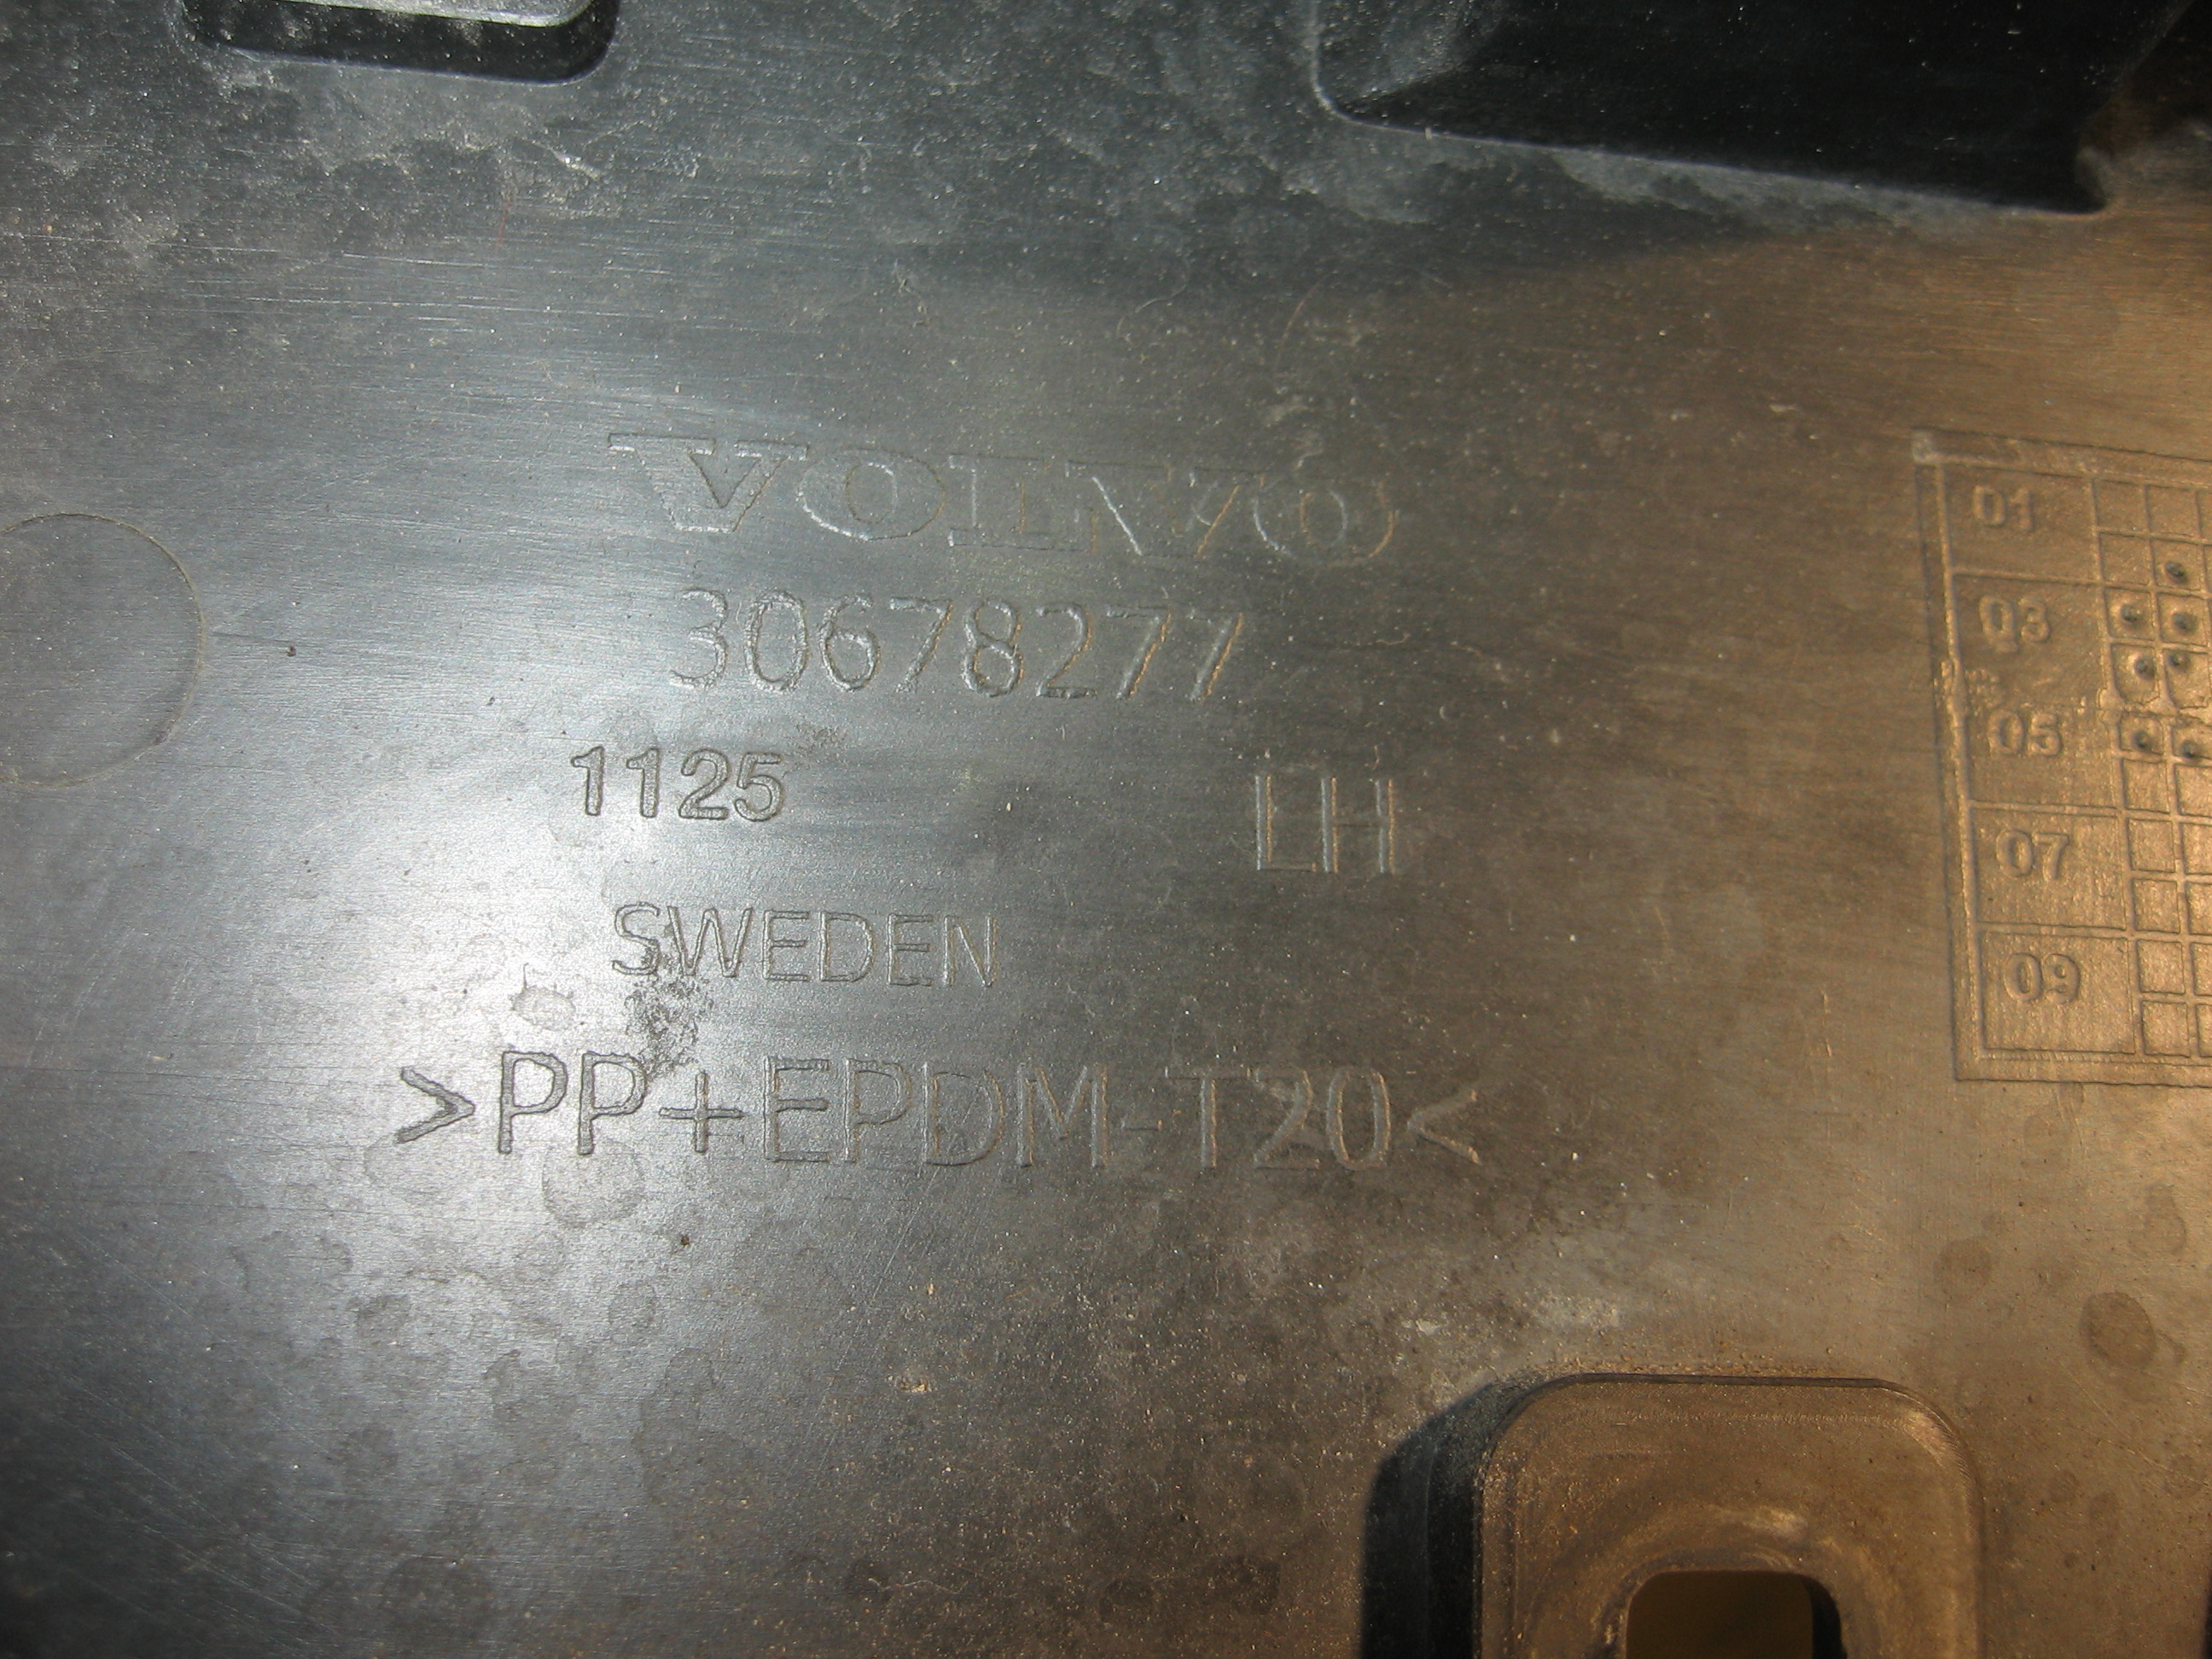 VOLVO
30678277
1125 LH
SWEDEN
>PP+EPDM-T20<
01
03
05
07
09